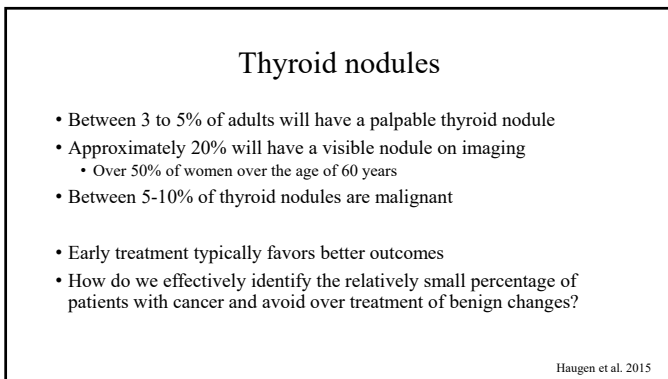 Thyroid nodules
• Between 3 to 5% of adults will have a palpable thyroid nodule
• Approximately 20% will have a visible nodule on imaging
• Over 50% of women over the age of 60 years
• Between 5-10% of thyroid nodules are malignant
• Early treatment typically favors better outcomes
• How do we effectively identify the relatively small percentage of
patients with cancer and avoid over treatment of benign changes?
Haugen et al. 2015